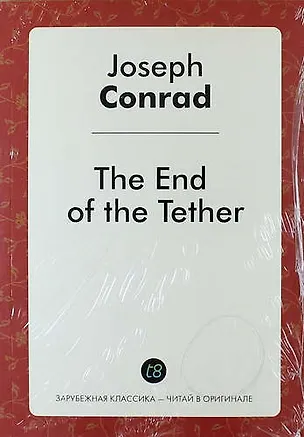 Joseph
Conrad
The End
of the Tether
t8
ЗАРУБЕЖНАЯ КЛАССИКА — ЧИТАЙ В ОРИГИНАЛЕ